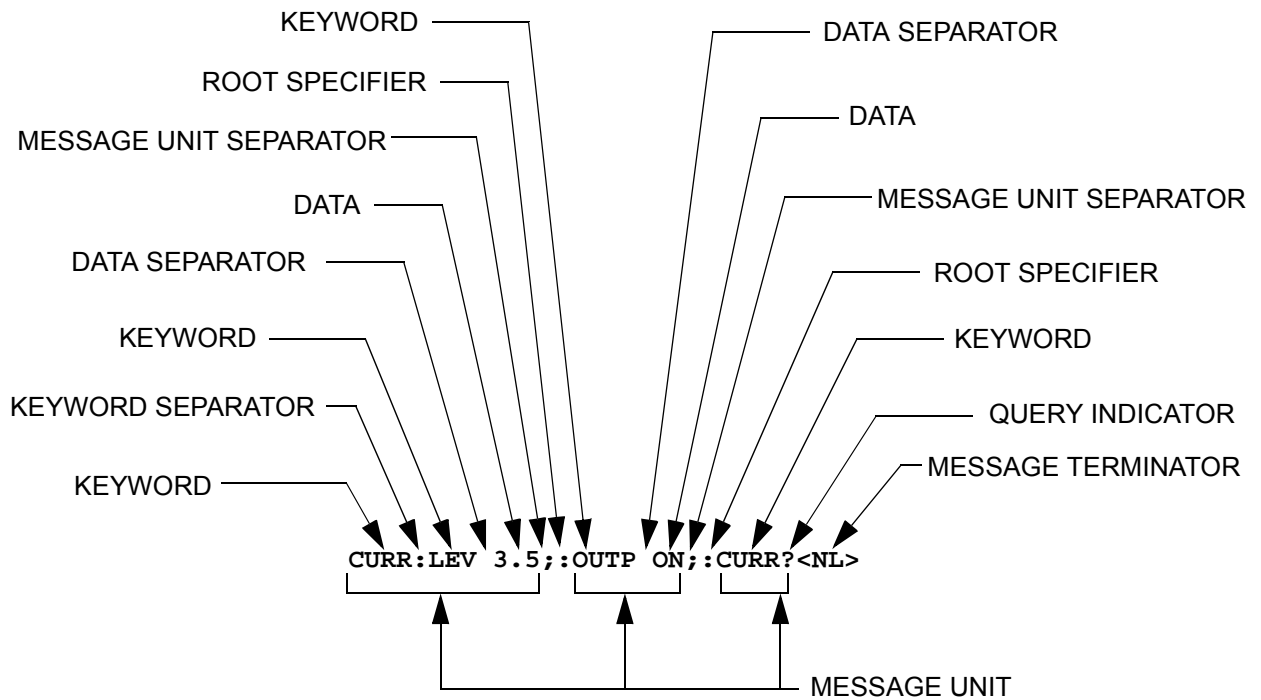 KEYWORD
DATA SEPARATOR
ROOT SPECIFIER
DATA
MESSAGE UNIT SEPARATOR
MESSAGE UNIT SEPARATOR
DATA
DATA SEPARATOR
ROOT SPECIFIER
KEYWORD
KEYWORD
KEYWORD SEPARATOR
QUERY INDICATOR
KEYWORD
MESSAGE TERMINATOR
CURR:LEV 3.5;:OUTP ON;:CURR?<NL>
MESSAGE UNIT